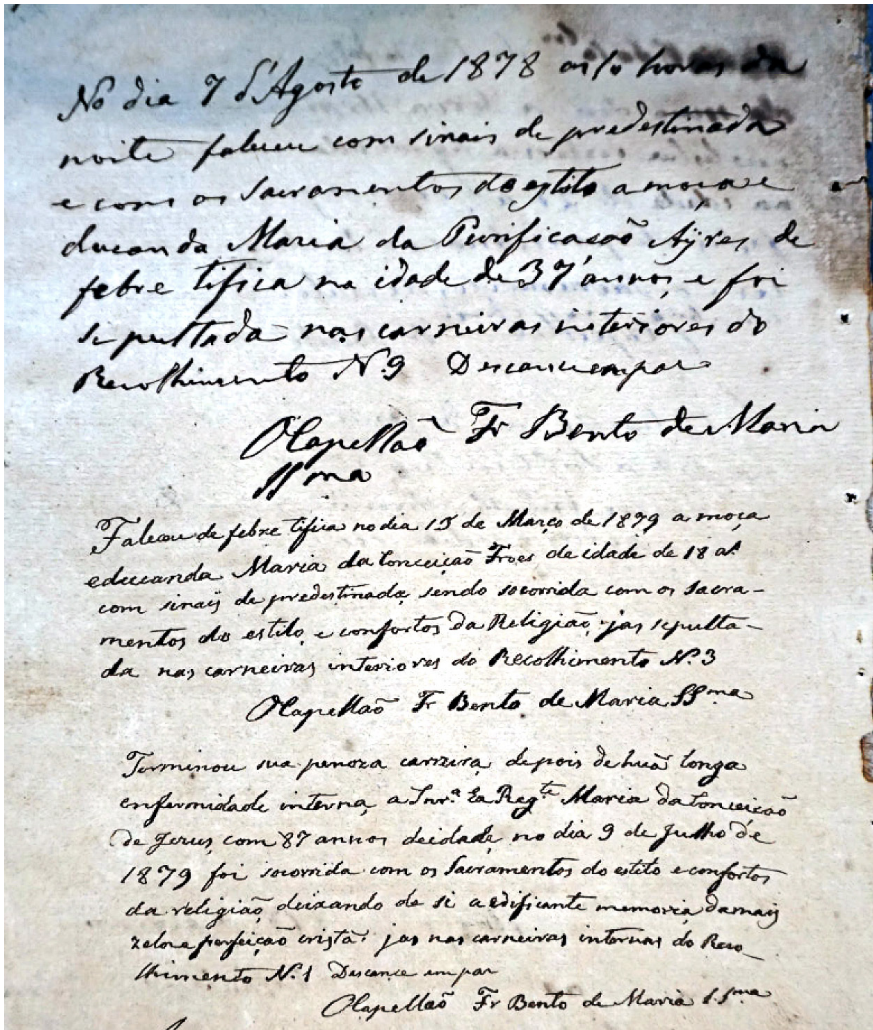 No dia 7 d'Agosto de 1878 as 10 horas da
noite faleceu com sinais de predestinada
e com os Sacramentos do estilo a moça e
ducanda Maria da Purificasão Ayres de
febre tifica na idade de 37 annos, e foi
sepultada nas carneiras interiores do
Recolhimento N.9 Descance em paz
O Capellaõ Fr Bento de Maria
SSma
Faleceu de febre tifica no dia 15 de Março de 1879 a moça
educanda Maria da Conceição Froes de idade de 18 as
com sinais de predestinada, sendo socorrida com os Sacra-
mentos do estilo, e confortos da Religião, jas sepulta-
da nas carneiras interiores do Recolhimento N.3
O Capellaõ Fr Bento de Maria SSma
Terminou sua penoza carreira, depois de huã longa
enfermidade interna, a Snr.ª Ex Regte Maria da Conceição
de Jezus, com 87 annos de idade, no dia 9 de Julho de
1879 foi socorrida com os Sacramentos do estilo e confortos
da religião, deixando de si a edificante memoria, da mais
zeloza perfeição cristã: jas nas carneiras internas do Reco-
lhimento N.1 Descance em paz
O Capellaõ Fr Bento de Maria SSma